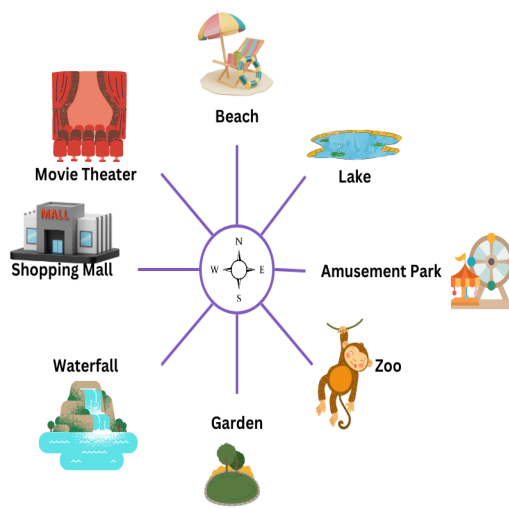 Beach
Movie Theater
Lake
MALL
Shopping Mall
N
W E
S
Amusement Park
Waterfall
Zoo
Garden